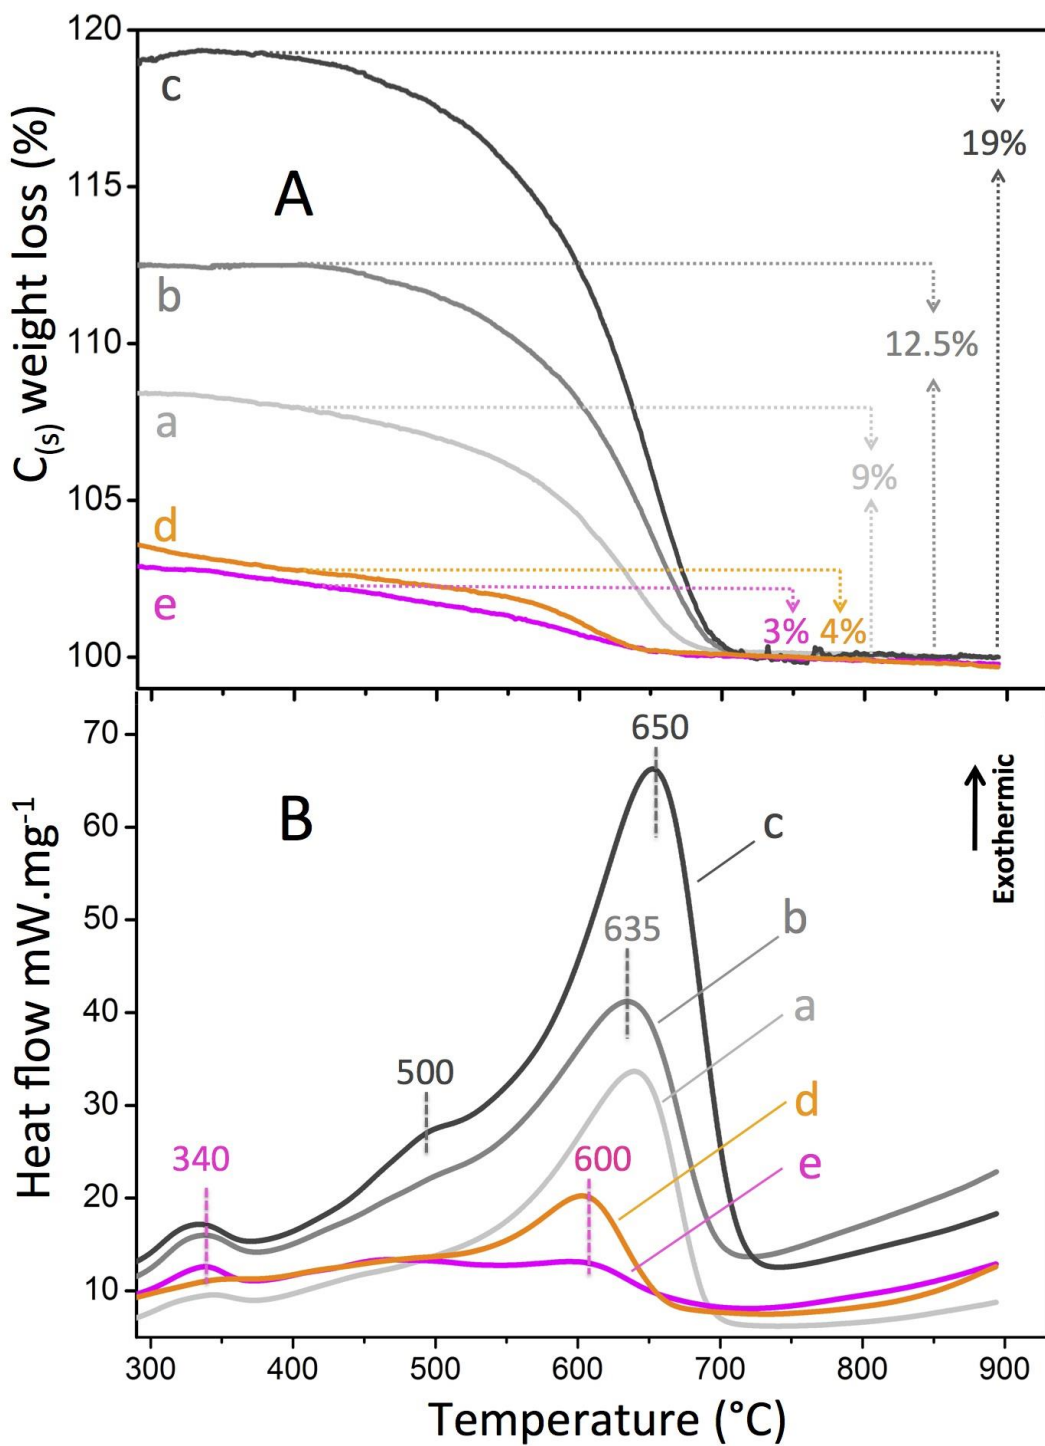 120
115
110
105
100
C(s) weight loss (%)
A
c
b
a
d
e
19%
12.5%
9%
3%
4%
70
60
50
40
30
20
10
Heat flow mW.mg-1
B
650
635
500
340
600
c
b
a
d
e
Exothermic
300
400
500
600
700
800
900
Temperature (°C)